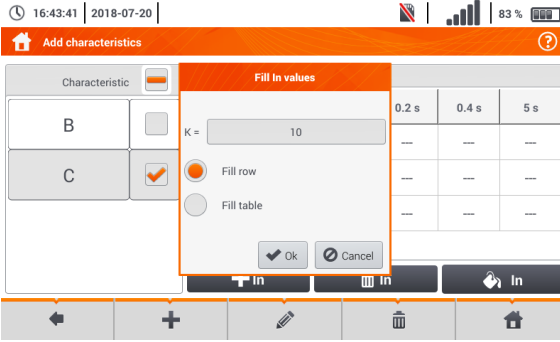 16:43:41 2018-07-20 83 %
Add characteristics ?
Characteristic
B
C
Fill In values
K = 10
Fill row
Fill table
Ok Cancel
0.2 s 0.4 s 5 s
--- --- ---
--- --- ---
--- --- ---
In In In